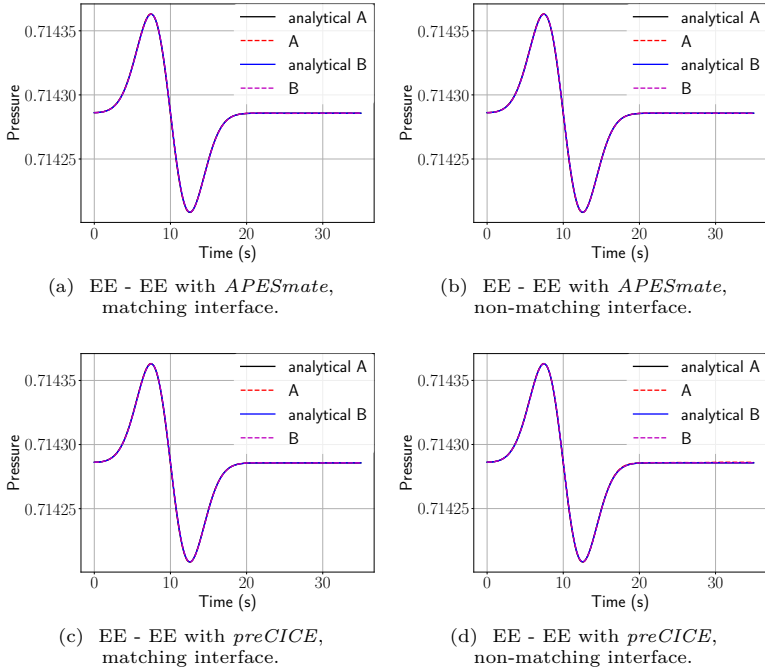 analytical A
A
analytical B
B
0.71435
0.71430
0.71425
Pressure
0
10
20
30
Time (s)
(a) EE - EE with APESmate,
matching interface.
analytical A
A
analytical B
B
0.71435
0.71430
0.71425
Pressure
0
10
20
30
Time (s)
(b) EE - EE with APESmate,
non-matching interface.
analytical A
A
analytical B
B
0.71435
0.71430
0.71425
Pressure
0
10
20
30
Time (s)
(c) EE - EE with preCICE,
matching interface.
analytical A
A
analytical B
B
0.71435
0.71430
0.71425
Pressure
0
10
20
30
Time (s)
(d) EE - EE with preCICE,
non-matching interface.